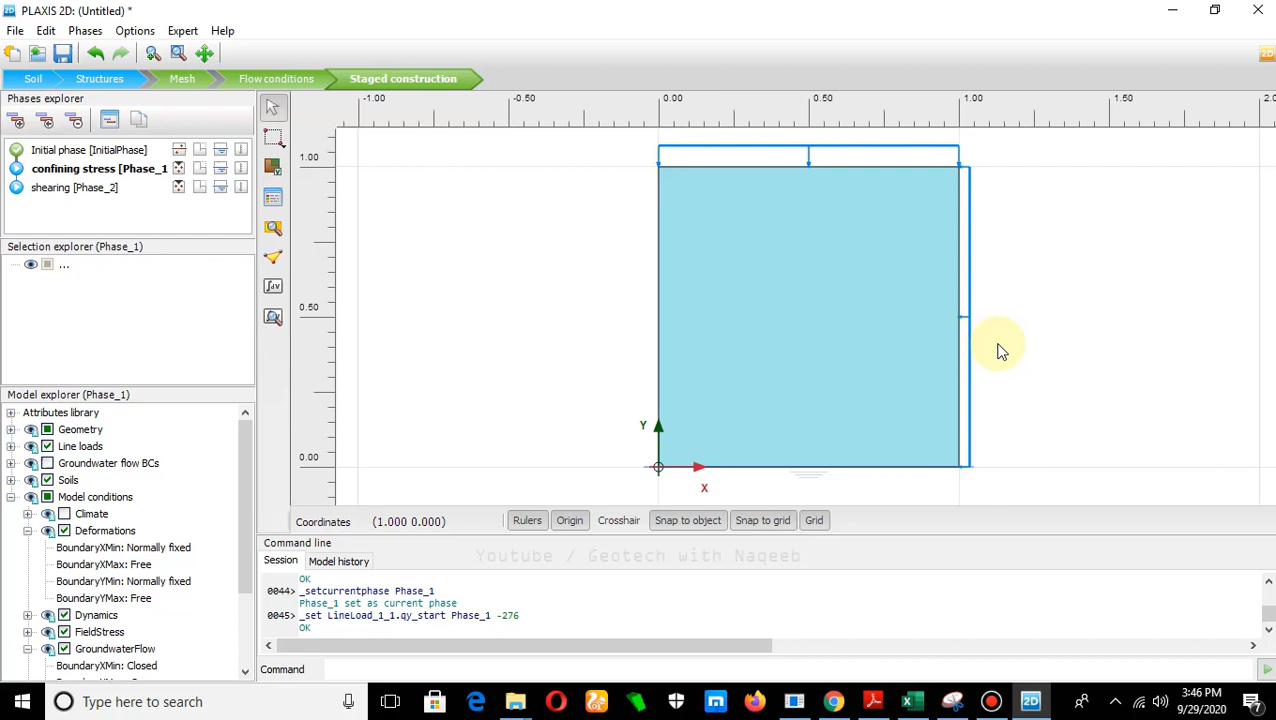 PLAXIS 2D: (Untitled) *
File Edit Phases Options Expert Help
Soil Structures Mesh Flow conditions Staged construction
Phases explorer
Initial phase [InitialPhase]
confining stress [Phase_1
shearing [Phase_2]
Selection explorer (Phase_1)
...
Model explorer (Phase_1)
Attributes library
Geometry
Line loads
Groundwater flow BCs
Soils
Model conditions
Climate
Deformations
BoundaryXMin: Normally fixed
BoundaryXMax: Free
BoundaryYMin: Normally fixed
BoundaryYMax: Free
Dynamics
FieldStress
GroundwaterFlow
BoundaryXMin: Closed
2D
-1.00 -0.50 0.00 0.50 1.00 1.50 2.0
1.00
0.50
0.00
Y
X
Coordinates (1.000 0.000) Rulers Origin Crosshair Snap to object Snap to grid Grid
Command line
Youtube / Geotech with Naqeeb
Session Model history
OK
0044> _setcurrentphase Phase_1
Phase_1 set as current phase
0045> _set LineLoad_1_1.qy_start Phase_1 -276
OK
Command
Type here to search
3:46 PM
9/29/2020
7